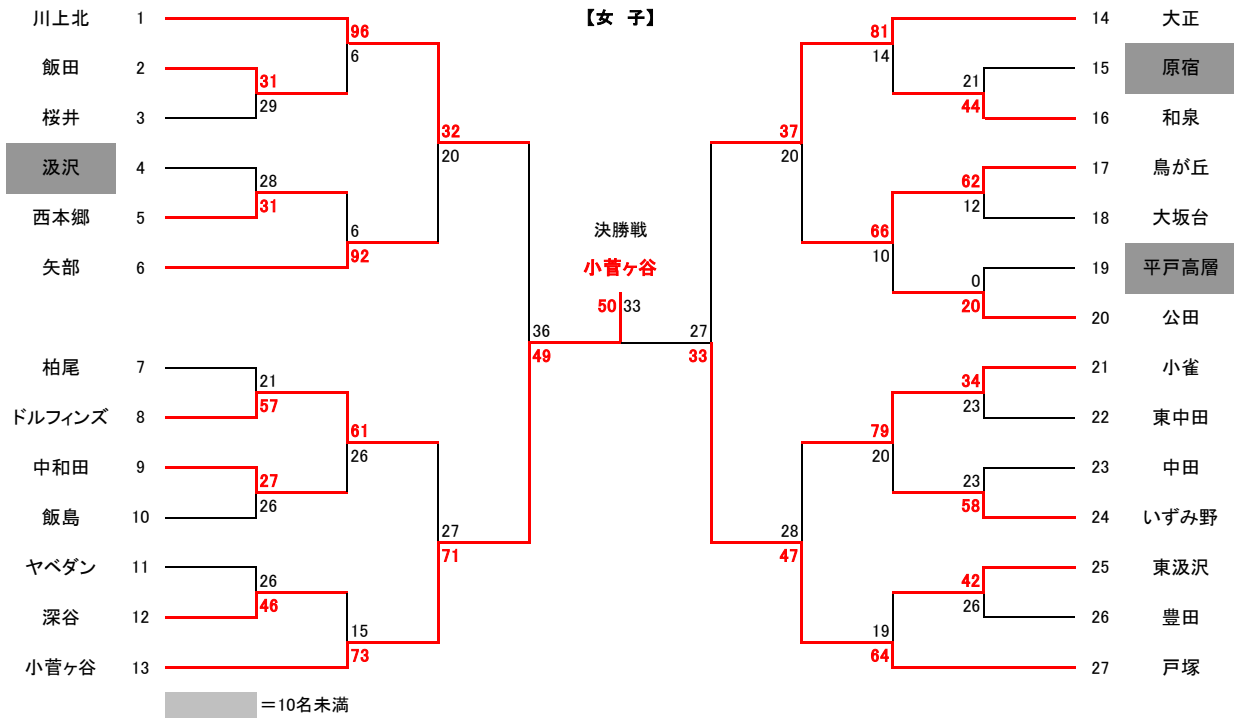 【女 子】
川上北 1
96
6
飯田 2
31
29
桜井 3
32
20
汲沢 4
28
31
西本郷 5
6
92
矢部 6
36
49
柏尾 7
21
57
ドルフィンズ 8
61
26
中和田 9
27
26
飯島 10
27
71
ヤベダン 11
26
46
深谷 12
15
73
小菅ヶ谷 13
＝10名未満
決勝戦
小菅ヶ谷
50 33
81
14
14 大正
15 原宿
21
44
16 和泉
37
20
17 鳥が丘
62
12
18 大坂台
66
10
19 平戸高層
0
20
20 公田
27
33
21 小雀
34
23
22 東中田
79
20
23 中田
23
58
24 いずみ野
28
47
25 東汲沢
42
26
26 豊田
19
64
27 戸塚